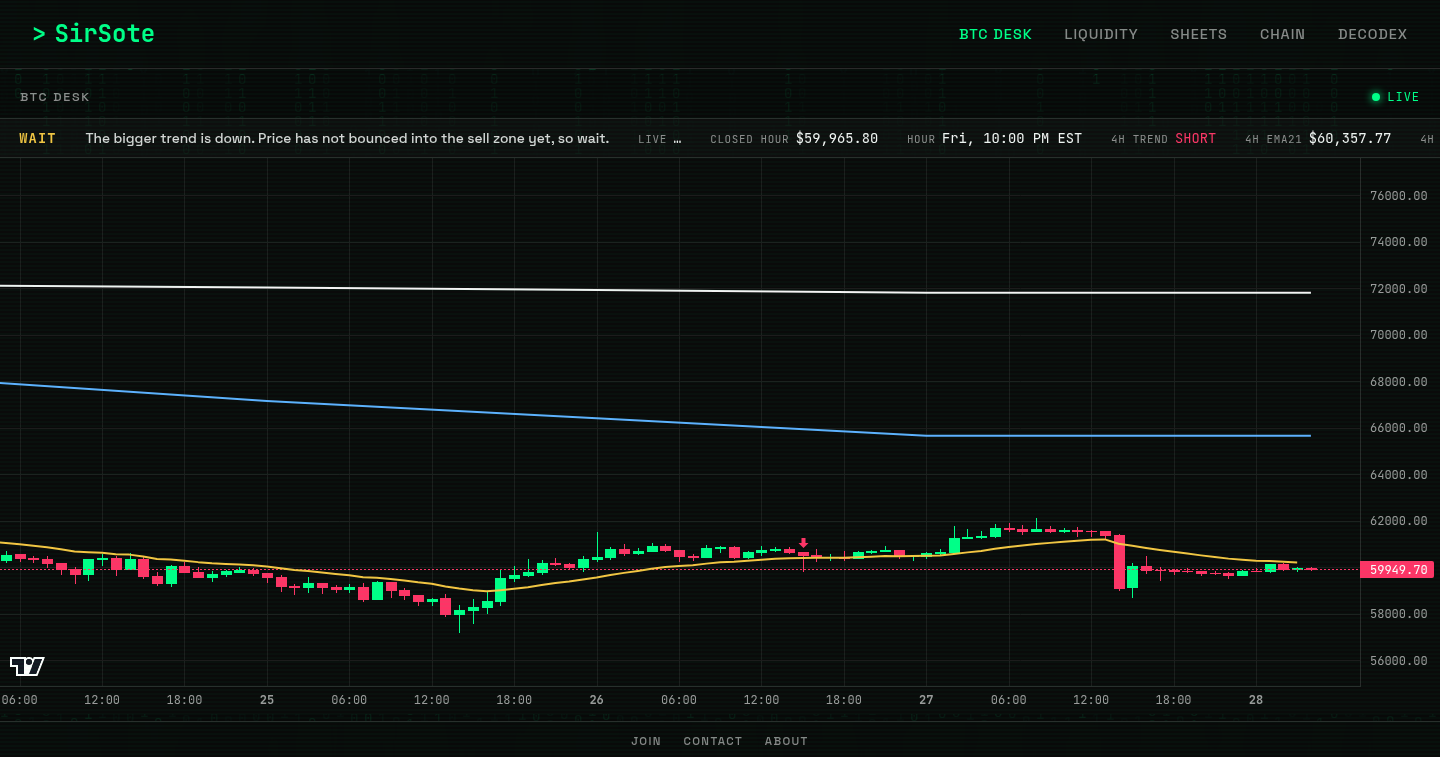 > SirSote
BTC DESK LIQUIDITY SHEETS CHAIN DECODEX
BTC DESK
LIVE
WAIT The bigger trend is down. Price has not bounced into the sell zone yet, so wait. LIVE … CLOSED HOUR $59,965.80 HOUR Fri, 10:00 PM EST 4H TREND SHORT 4H EMA21 $60,357.77 4H
76000.00
74000.00
72000.00
70000.00
68000.00
66000.00
64000.00
62000.00
59949.70
58000.00
56000.00
06:00 12:00 18:00 25 06:00 12:00 18:00 26 06:00 12:00 18:00 27 06:00 12:00 18:00 28
JOIN CONTACT ABOUT